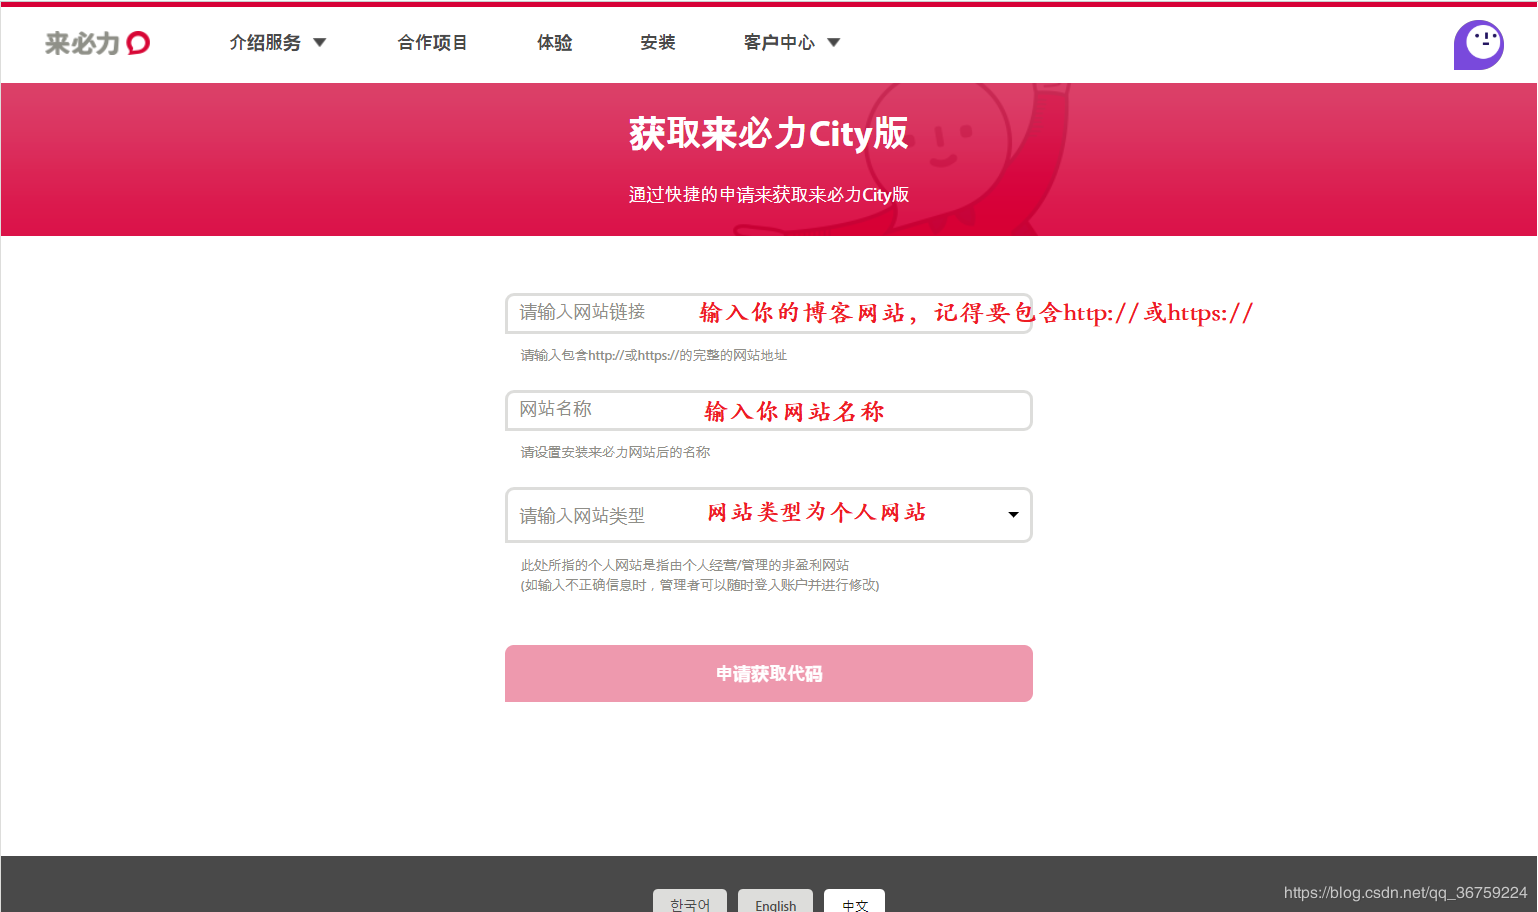 来必力
介绍服务 合作项目 体验 安装 客户中心
获取来必力City版
通过快捷的申请来获取来必力City版
请输入网站链接 输入你的博客网站，记得要包含http://或https://
请输入包含http://或https://的完整的网站地址
网站名称 输入你网站名称
请设置安装来必力网站后的名称
请输入网站类型 网站类型为个人网站
此处所指的个人网站是指由个人经营/管理的非盈利网站
(如输入不正确信息时，管理者可以随时登入账户并进行修改)
申请获取代码
한국어 English 中文
https://blog.csdn.net/qq_36759224